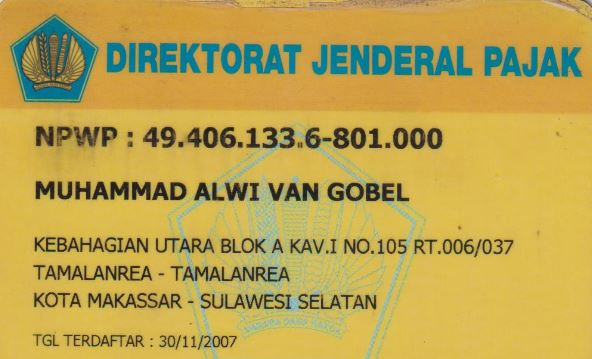 DIREKTORAT JENDERAL PAJAK
NPWP : 49.406.133.6-801.000
MUHAMMAD ALWI VAN GOBEL
KEBAHAGIAN UTARA BLOK A KAV.I NO.105 RT.006/037
TAMALANREA - TAMALANREA
KOTA MAKASSAR - SULAWESI SELATAN
TGL TERDAFTAR : 30/11/2007